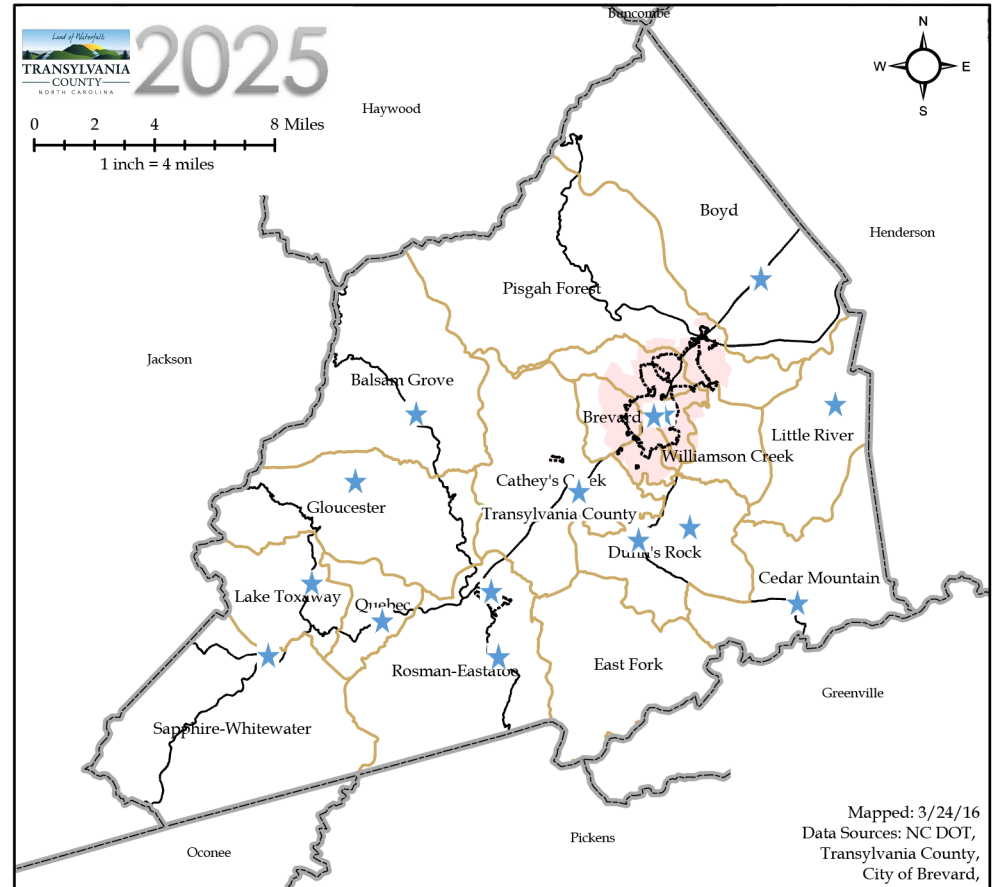 Buncombe
Land of Waterfalls
TRANSYLVANIA
COUNTY
NORTH CAROLINA
2025
N
W E
S
0 2 4 8 Miles
1 inch = 4 miles
Haywood
Boyd
Henderson
Pisgah Forest
Jackson
Balsam Grove
Brevard
Little River
Williamson Creek
Cathey's Creek
Gloucester
Transylvania County
Dunn's Rock
Cedar Mountain
Lake Toxaway
Quebec
East Fork
Rosman-Eastatoe
Greenville
Sapphire-Whitewater
Mapped: 3/24/16
Data Sources: NC DOT,
Transylvania County,
City of Brevard,
Pickens
Oconee